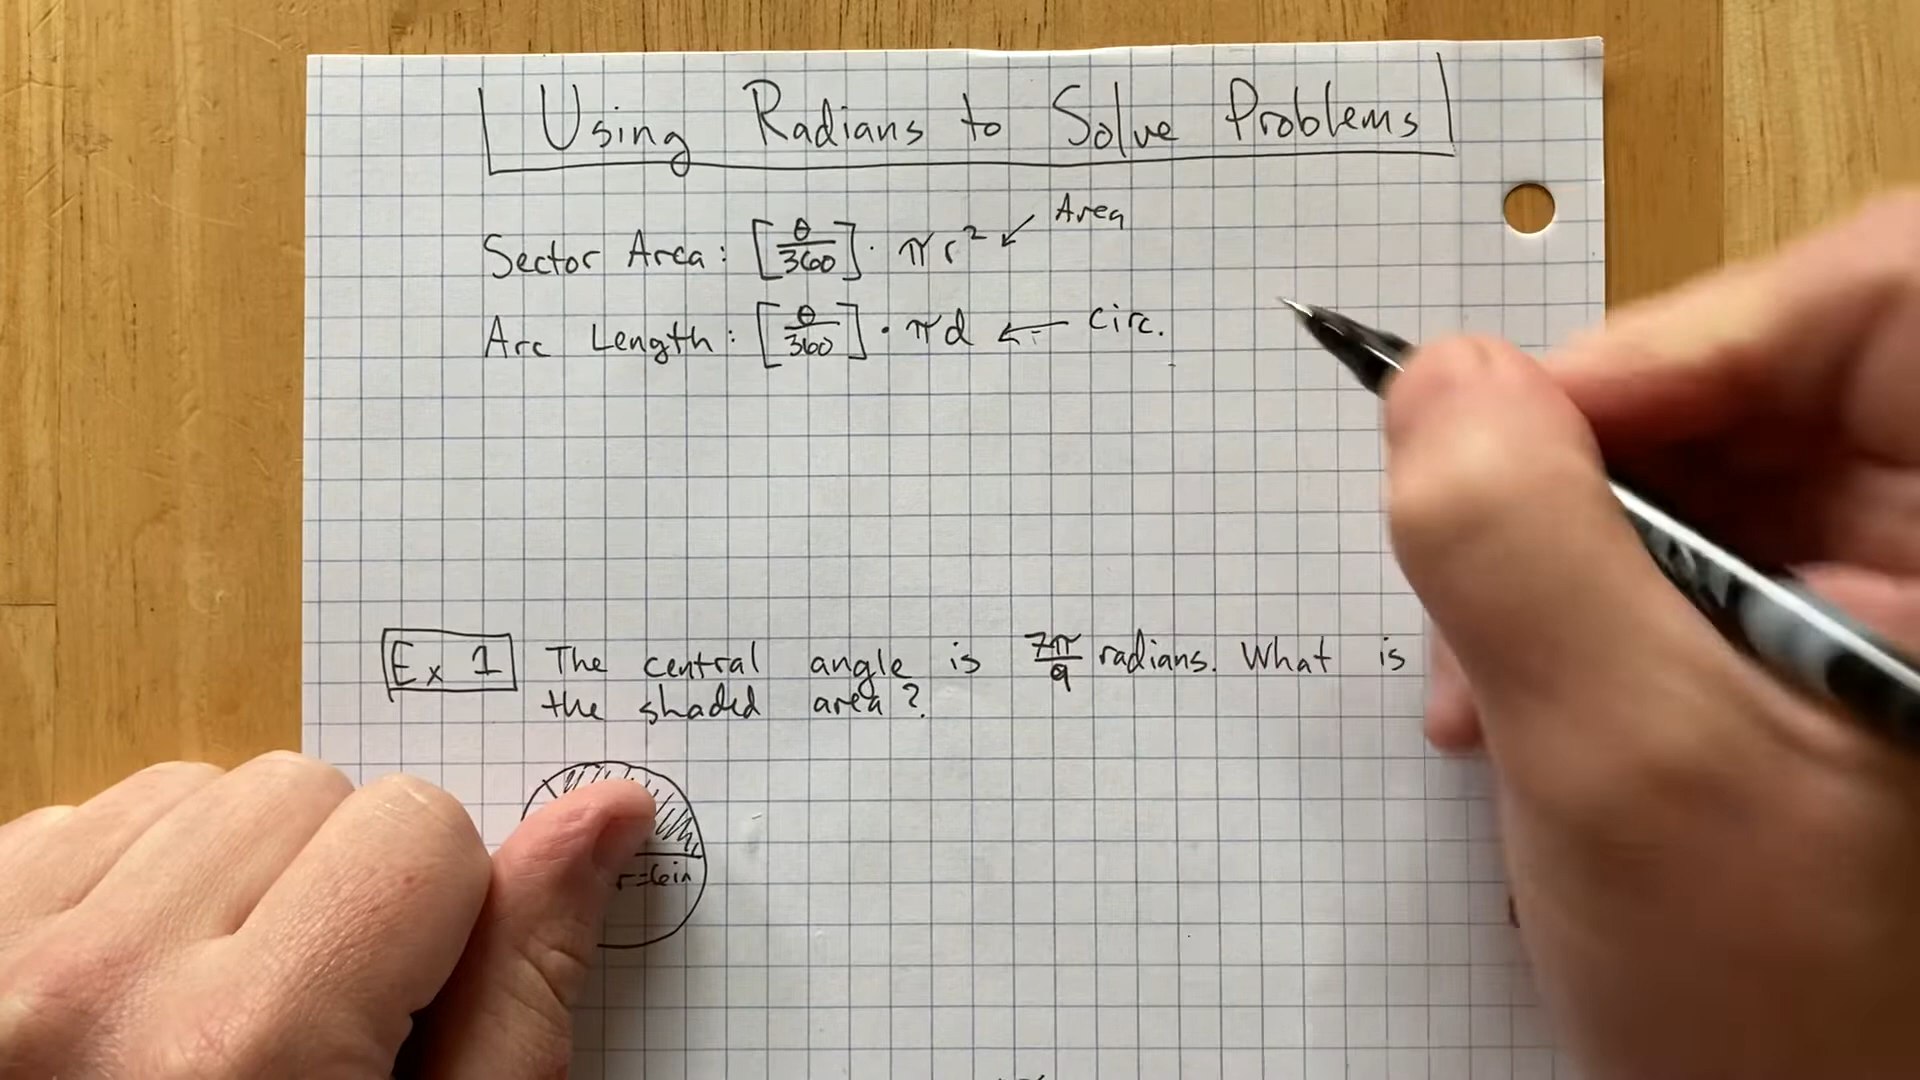 Using Radians to Solve Problems
Sector Area: [θ/360] · πr² ↙ Area
Arc Length: [θ/360] · πd ← Circ.
Ex 1 The central angle is 7π/9 radians. What is
the shaded area?
r=6in